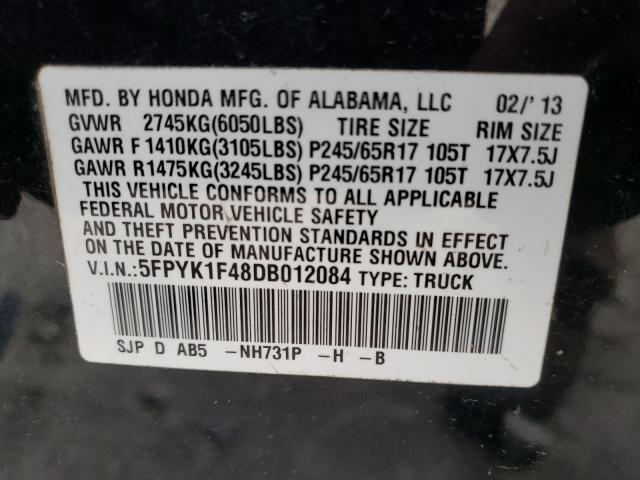 MFD. BY HONDA MFG. OF ALABAMA, LLC 02/' 13
GVWR 2745KG(6050LBS) TIRE SIZE RIM SIZE
GAWR F 1410KG(3105LBS) P245/65R17 105T 17X7.5J
GAWR R1475KG(3245LBS) P245/65R17 105T 17X7.5J
THIS VEHICLE CONFORMS TO ALL APPLICABLE
FEDERAL MOTOR VEHICLE SAFETY
AND THEFT PREVENTION STANDARDS IN EFFECT
ON THE DATE OF MANUFACTURE SHOWN ABOVE.
V.I.N.:5FPYK1F48DB012084 TYPE: TRUCK
SJP D AB5 -NH731P -H -B